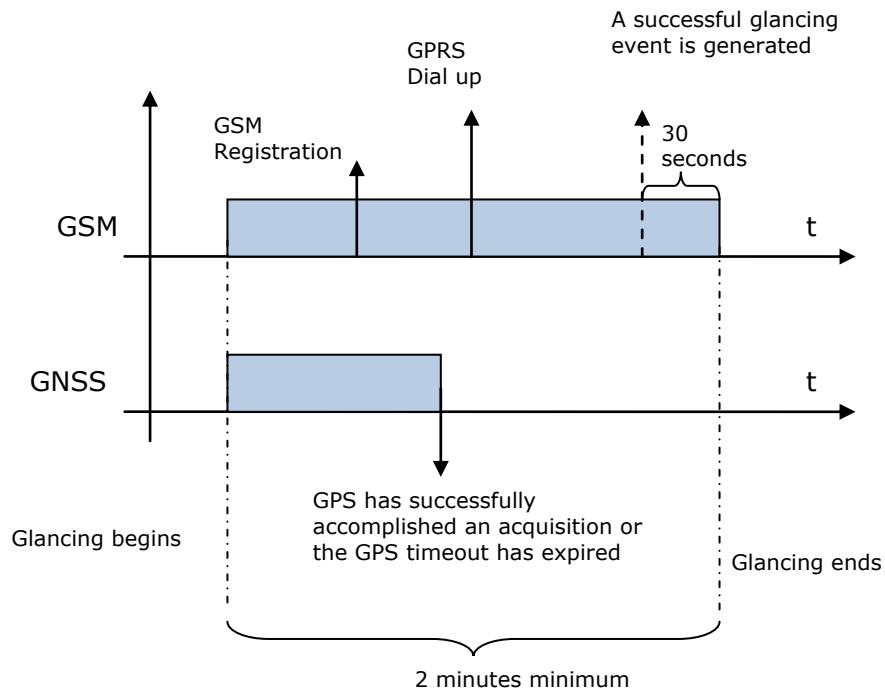 A successful glancing
event is generated
GPRS
Dial up
GSM
Registration
30
seconds
GSM
t
GNSS
t
GPS has successfully
accomplished an acquisition or
the GPS timeout has expired
Glancing begins
Glancing ends
2 minutes minimum